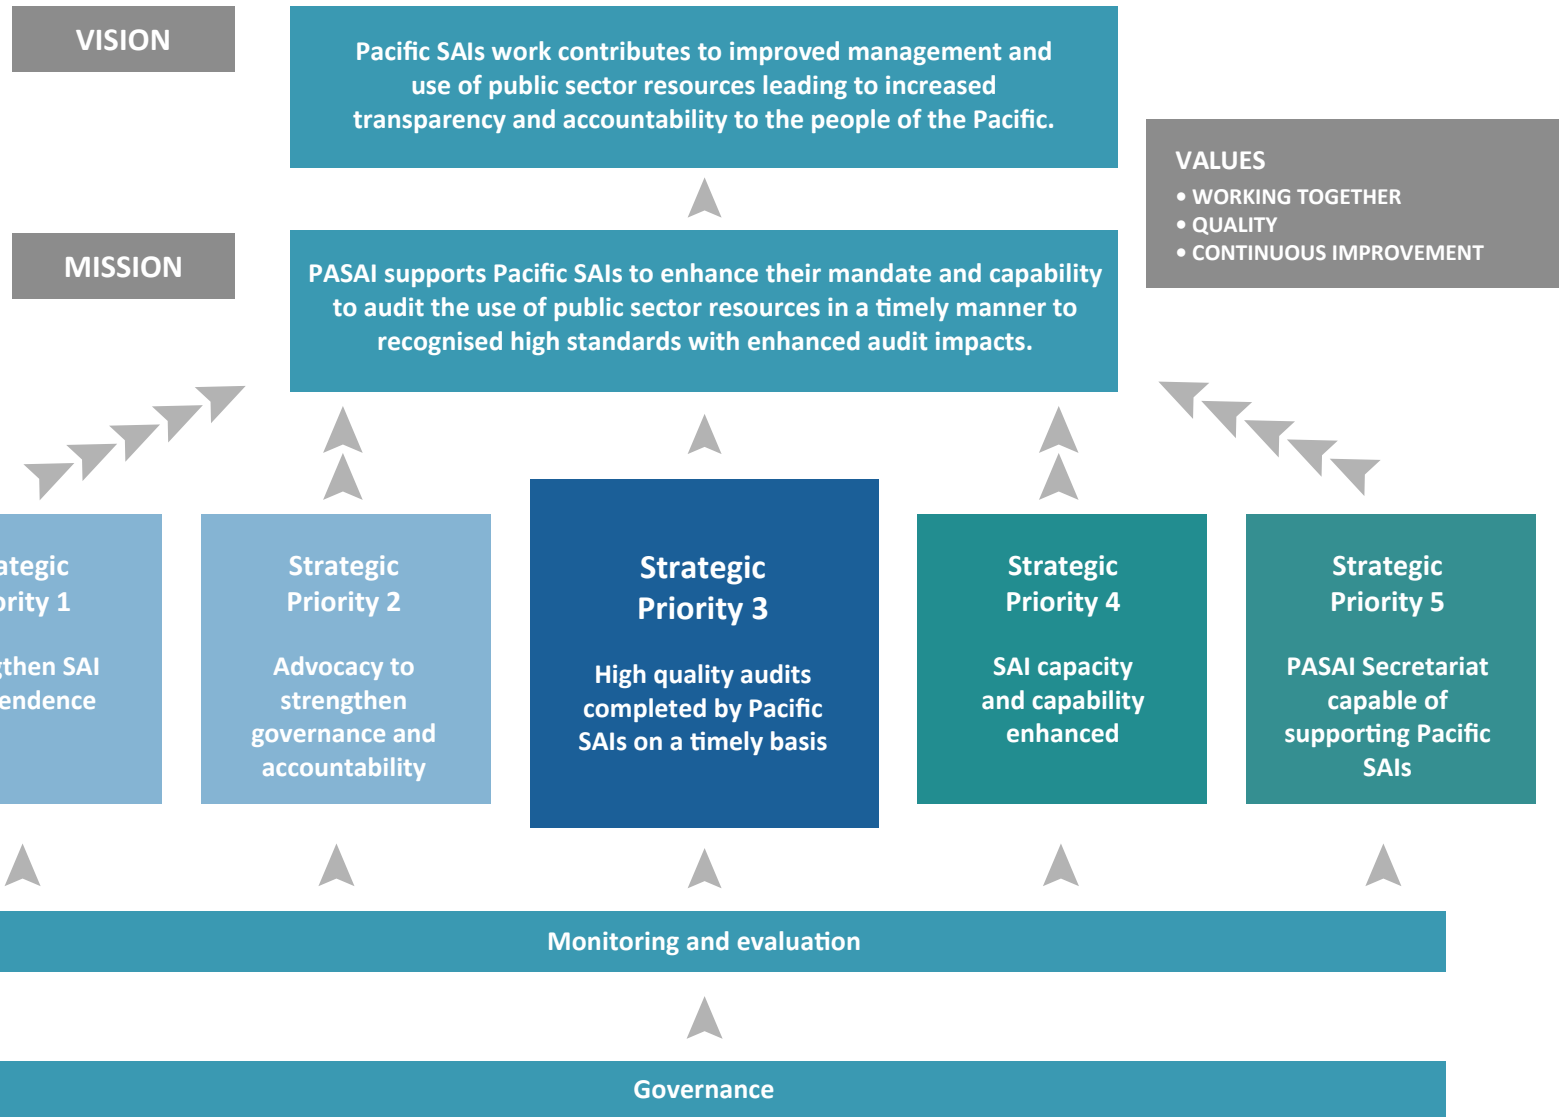 VISION
Pacific SAIs work contributes to improved management and
use of public sector resources leading to increased
transparency and accountability to the people of the Pacific.
VALUES
• WORKING TOGETHER
• QUALITY
• CONTINUOUS IMPROVEMENT
MISSION
PASAI supports Pacific SAIs to enhance their mandate and capability
to audit the use of public sector resources in a timely manner to
recognised high standards with enhanced audit impacts.
ategic
ority 1
gthen SAI
endence
Strategic
Priority 2
Advocacy to
strengthen
governance and
accountability
Strategic
Priority 3
High quality audits
completed by Pacific
SAIs on a timely basis
Strategic
Priority 4
SAI capacity
and capability
enhanced
Strategic
Priority 5
PASAI Secretariat
capable of
supporting Pacific
SAIs
Monitoring and evaluation
Governance